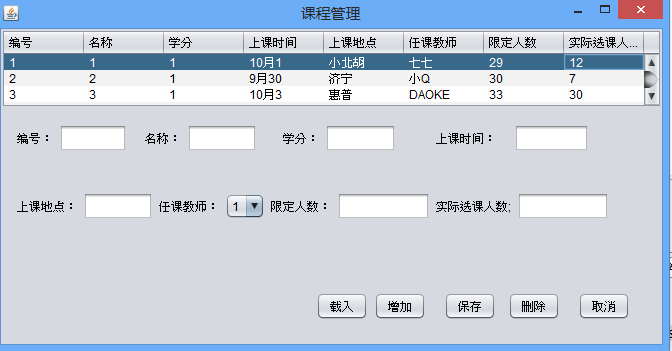 课程管理
编号 名称 学分 上课时间 上课地点 任课教师 限定人数 实际选课人...
1 1 1 10月1 小北胡 七七 29 12
2 2 1 9月30 济宁 小Q 30 7
3 3 1 10月3 惠普 DAOKE 33 30
编号： 名称： 学分： 上课时间：
上课地点： 任课教师： 1 限定人数： 实际选课人数;
载入 增加 保存 删除 取消